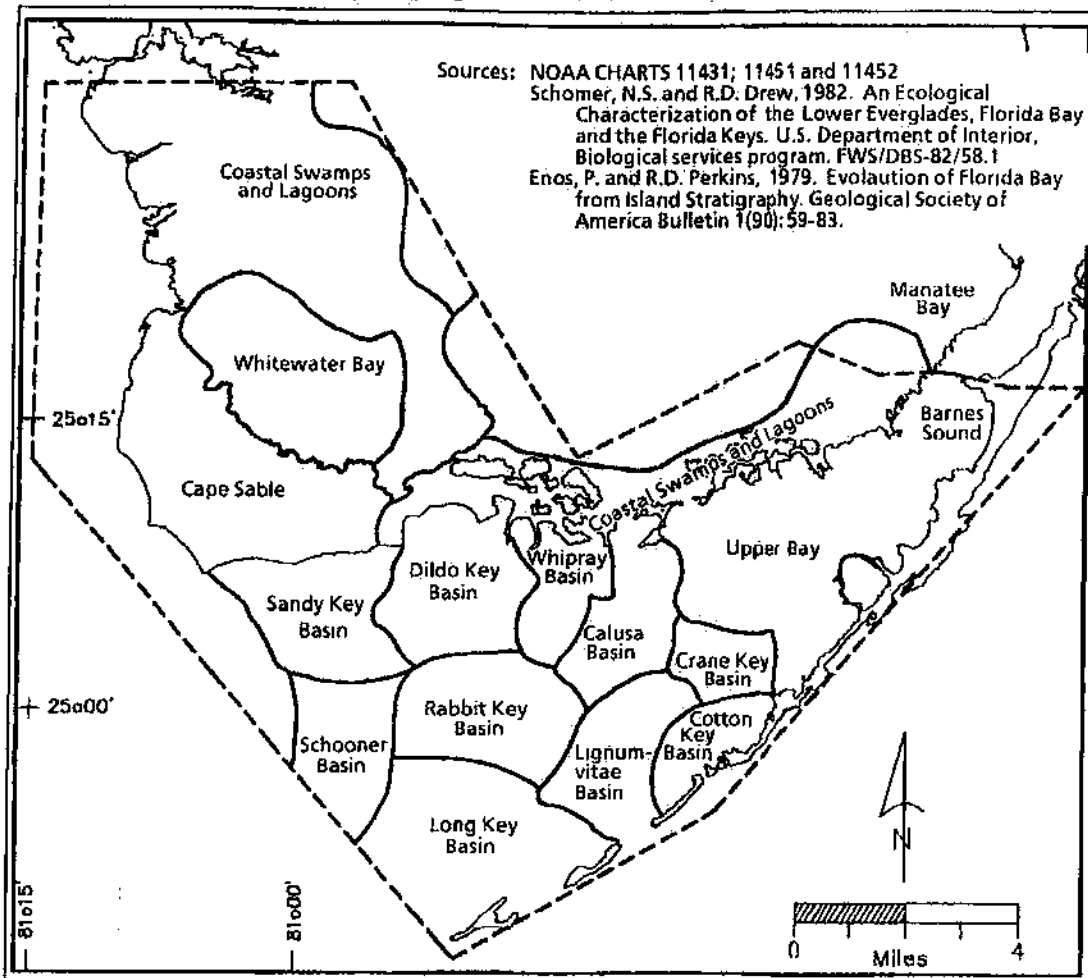 Sources: NOAA CHARTS 11431; 11451 and 11452
Schomer, N.S. and R.D. Drew, 1982. An Ecological
Characterization of the Lower Everglades, Florida Bay
and the Florida Keys. U.S. Department of Interior,
Biological services program. FWS/DBS-82/58.1
Enos, P. and R.D. Perkins, 1979. Evolaution of Florida Bay
from Island Stratigraphy. Geological Society of
America Bulletin 1(90): 59-83.
Coastal Swamps
and Lagoons
Manatee
Bay
Whitewater Bay
25o15'
Barnes
Sound
Coastal Swamps and Lagoons
Cape Sable
Upper Bay
Whipray
Basin
Dildo Key
Basin
Sandy Key
Basin
Calusa
Basin
Crane Key
Basin
25o00'
Rabbit Key
Basin
Cotton
Key
Basin
Schooner
Basin
Lignum-
vitae
Basin
Long Key
Basin
N
81o15'
81o00'
0
4
Miles